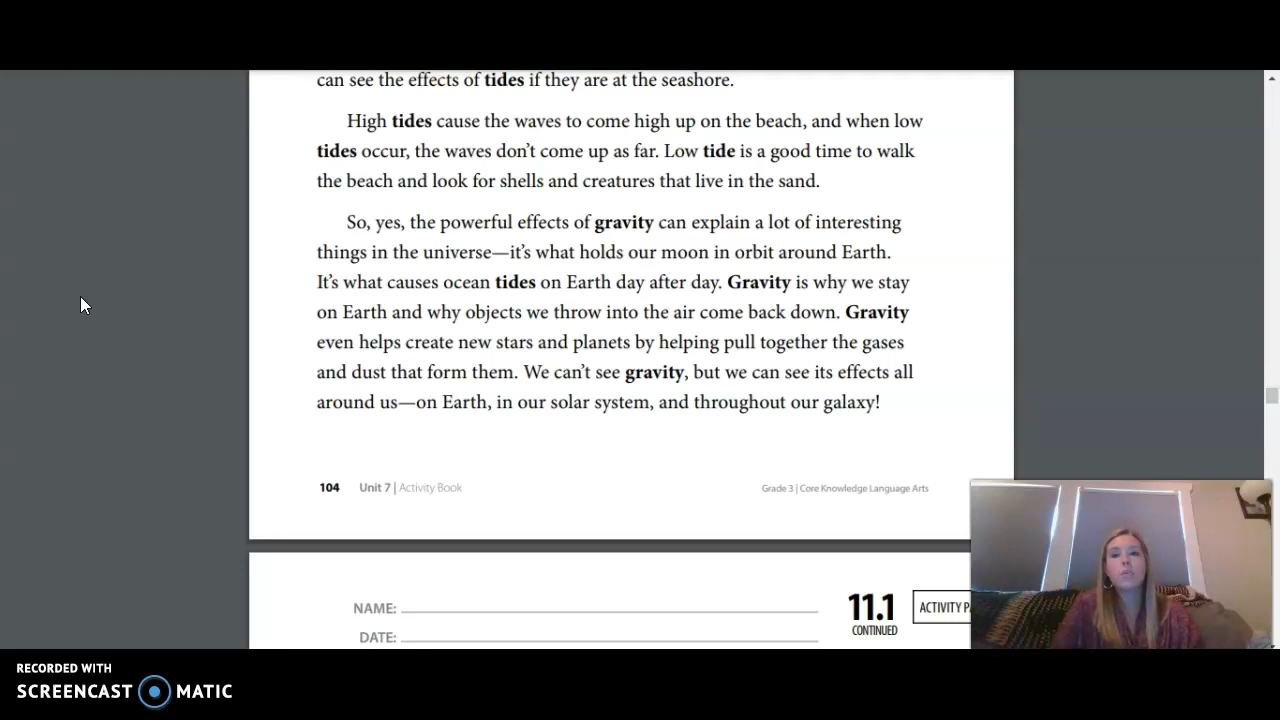 can see the effects of tides if they are at the seashore.
High tides cause the waves to come high up on the beach, and when low
tides occur, the waves don't come up as far. Low tide is a good time to walk
the beach and look for shells and creatures that live in the sand.
So, yes, the powerful effects of gravity can explain a lot of interesting
things in the universe—it's what holds our moon in orbit around Earth.
It's what causes ocean tides on Earth day after day. Gravity is why we stay
on Earth and why objects we throw into the air come back down. Gravity
even helps create new stars and planets by helping pull together the gases
and dust that form them. We can't see gravity, but we can see its effects all
around us—on Earth, in our solar system, and throughout our galaxy!
104 Unit 7 | Activity Book Grade 3 | Core Knowledge Language Arts
NAME:
11.1 ACTIVITY
CONTINUED
DATE:
RECORDED WITH
SCREENCAST MATIC